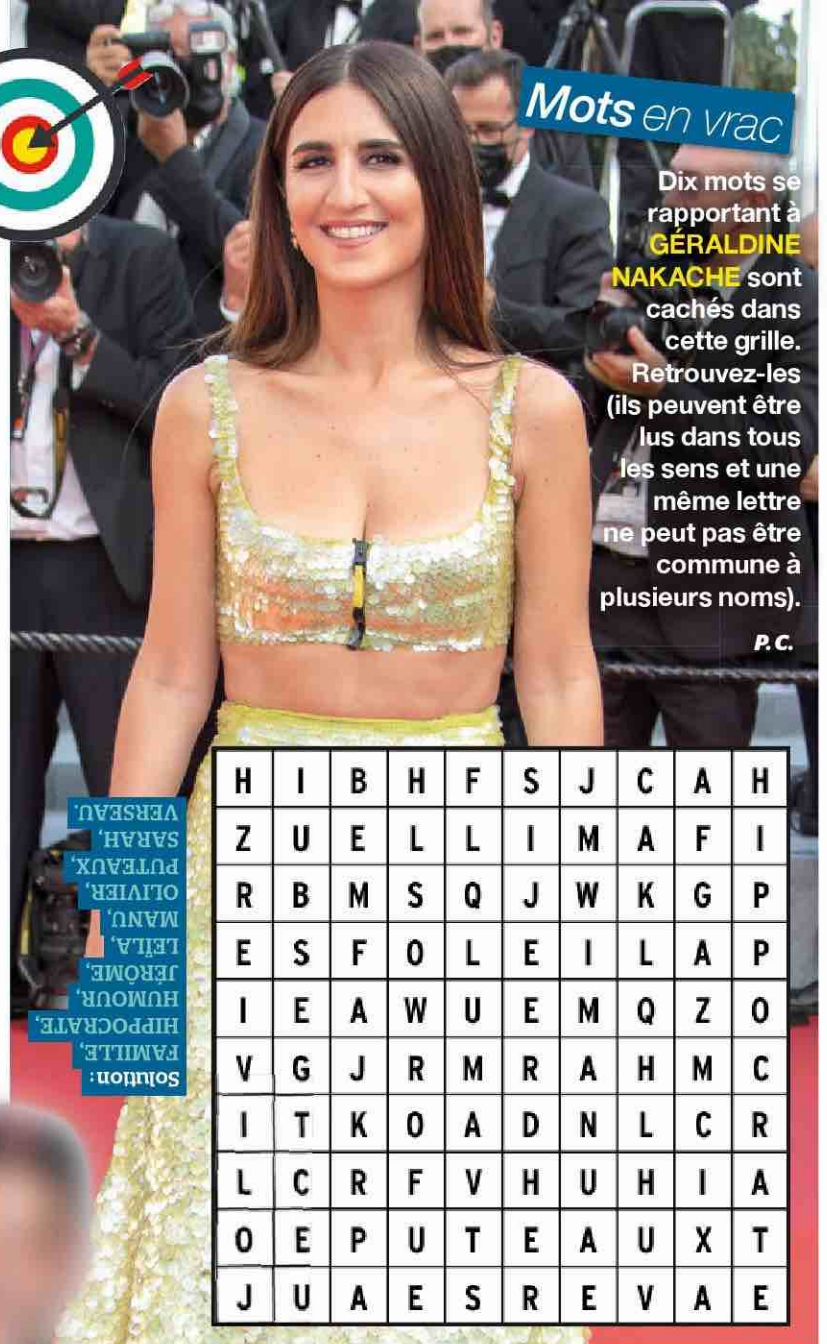 Mots en vrac
Dix mots se
rapportant à
GÉRALDINE
NAKACHE sont
cachés dans
cette grille.
Retrouvez-les
(ils peuvent être
lus dans tous
les sens et une
même lettre
ne peut pas être
commune à
plusieurs noms).
P.C.
H I B H F S J C A H
Z U E L L I M A F I
R B M S Q J W K G P
E S F O L E I L A P
I E A W U E M Q Z O
V G J R M R A H M C
I T K O A D N L C R
L C R F V H U H I A
O E P U T E A U X T
J U A E S R E V A E
Solution :
FAMILLE,
HIPPOCRATE,
HUMOUR,
JÉRÔME,
LEÏLA,
MANU,
OLIVIER,
PUTEAUX,
SARAH,
VERSEAU.